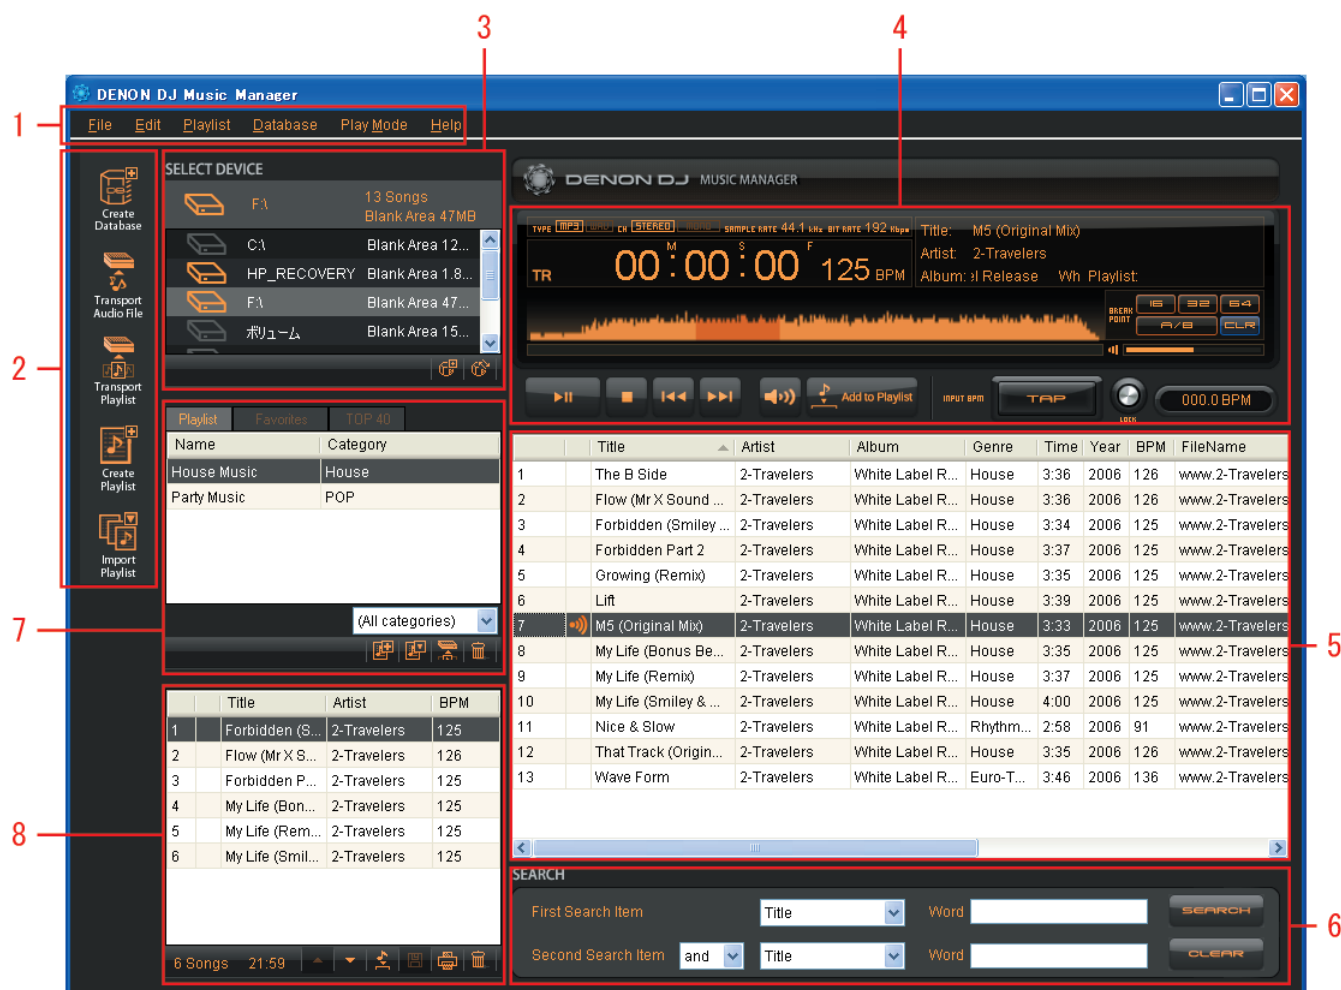 3
4
DENON DJ Music Manager
1
File Edit Playlist Database Play Mode Help
SELECT DEVICE
F:\ 13 Songs
Blank Area 47MB
C:\ Blank Area 12...
HP_RECOVERY Blank Area 1.8...
F:\ Blank Area 47...
ボリューム Blank Area 15...
2
Create
Database
Transport
Audio File
Transport
Playlist
Create
Playlist
Import
Playlist
DENON DJ MUSIC MANAGER
TYPE MP3 WAV CH STEREO MONO SAMPLE RATE 44.1 kHz BIT RATE 192 Kbps
M S F
TR 00:00:00 125 BPM
Title: M5 (Original Mix)
Artist: 2-Travelers
Album: el Release Wh Playlist:
BREAK POINT 16 32 64
A/B CLR
Add to Playlist INPUT BPM TAP LOCK 000.0 BPM
7
Playlist Favorites TOP 40
Name Category
House Music House
Party Music POP
(All categories)
5
Title Artist Album Genre Time Year BPM FileName
1 The B Side 2-Travelers White Label R... House 3:36 2006 126 www.2-Travelers
2 Flow (Mr X Sound ... 2-Travelers White Label R... House 3:36 2006 126 www.2-Travelers
3 Forbidden (Smiley ... 2-Travelers White Label R... House 3:34 2006 125 www.2-Travelers
4 Forbidden Part 2 2-Travelers White Label R... House 3:37 2006 125 www.2-Travelers
5 Growing (Remix) 2-Travelers White Label R... House 3:35 2006 125 www.2-Travelers
6 Lift 2-Travelers White Label R... House 3:39 2006 125 www.2-Travelers
7 M5 (Original Mix) 2-Travelers White Label R... House 3:33 2006 125 www.2-Travelers
8 My Life (Bonus Be... 2-Travelers White Label R... House 3:35 2006 125 www.2-Travelers
9 My Life (Remix) 2-Travelers White Label R... House 3:37 2006 125 www.2-Travelers
10 My Life (Smiley & ... 2-Travelers White Label R... House 4:00 2006 125 www.2-Travelers
11 Nice & Slow 2-Travelers White Label R... Rhythm... 2:58 2006 91 www.2-Travelers
12 That Track (Origin... 2-Travelers White Label R... House 3:35 2006 126 www.2-Travelers
13 Wave Form 2-Travelers White Label R... Euro-T... 3:46 2006 136 www.2-Travelers
8
Title Artist BPM
1 Forbidden (S... 2-Travelers 125
2 Flow (Mr X S... 2-Travelers 126
3 Forbidden P... 2-Travelers 125
4 My Life (Bon... 2-Travelers 125
5 My Life (Rem... 2-Travelers 125
6 My Life (Smil... 2-Travelers 125
6 Songs 21:59
6
SEARCH
First Search Item Title Word SEARCH
Second Search Item and Title Word CLEAR